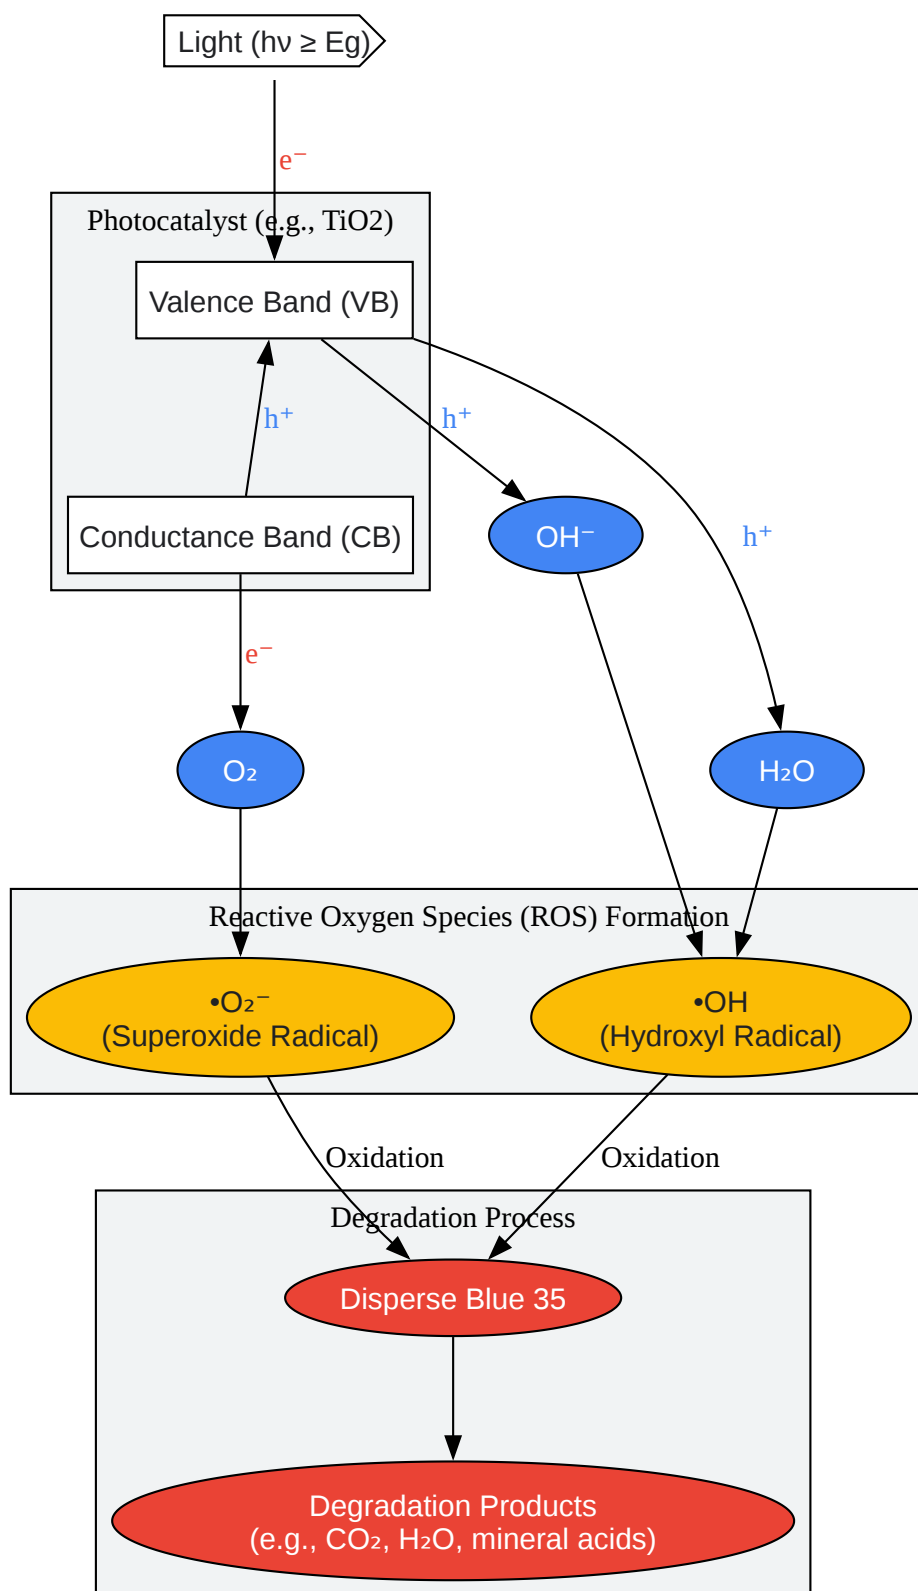 Light (hν ≥ Eg)
e⁻
Photocatalyst (e.g., TiO2)
Valence Band (VB)
h⁺
h⁺
Conductance Band (CB)
OH⁻
h⁺
e⁻
O₂
H₂O
Reactive Oxygen Species (ROS) Formation
•O₂⁻
(Superoxide Radical)
•OH
(Hydroxyl Radical)
Oxidation
Oxidation
Degradation Process
Disperse Blue 35
Degradation Products
(e.g., CO₂, H₂O, mineral acids)